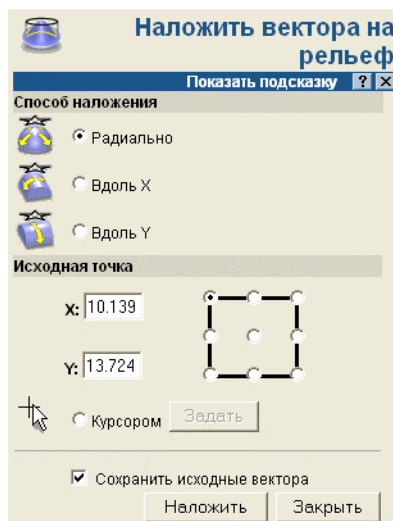 Наложить вектора на
рельеф
Показать подсказку ? ×
Способ наложения
Радиально
Вдоль X
Вдоль Y
Исходная точка
X: 10.139
Y: 13.724
Курсором Задать
Сохранить исходные вектора
Наложить Закрыть